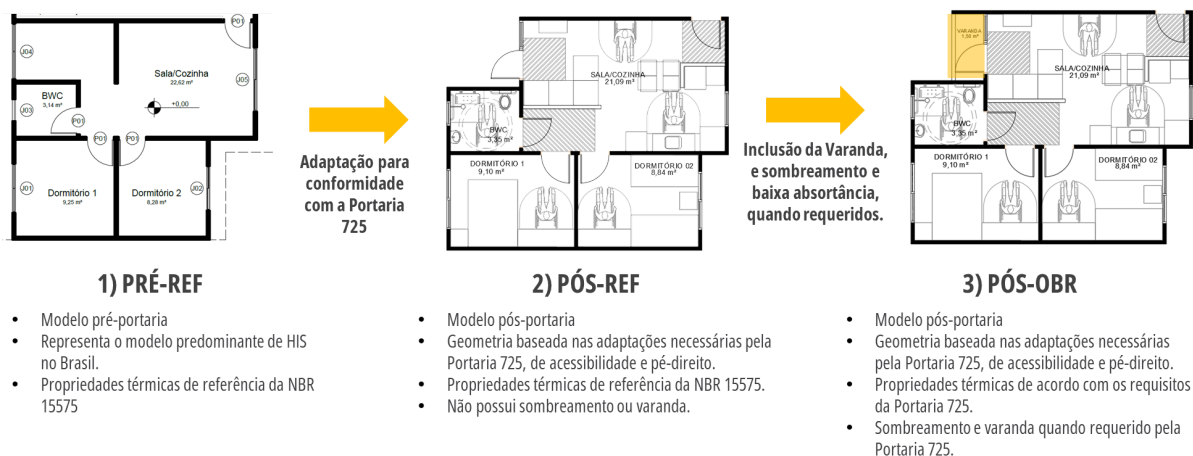 P01
J04
J05
Sala/Cozinha
22,62 m²
BWC
3,14 m²
J03
+0.00
P01
P01
P01
J01
J02
Dormitório 1
9,25 m²
Dormitório 2
8,28 m²
Adaptação para
conformidade
com a Portaria
725
SALA/COZINHA
21,09 m²
BWC
3,35 m²
DORMITÓRIO 1
9,10 m²
DORMITÓRIO 02
8,84 m²
Inclusão da Varanda,
e sombreamento e
baixa absortância,
quando requeridos.
VARANDA
SALA/COZINHA
21,09 m²
BWC
3,35 m²
DORMITÓRIO 1
9,10 m²
DORMITÓRIO 02
8,84 m²
1) PRÉ-REF
• Modelo pré-portaria
• Representa o modelo predominante de HIS
no Brasil.
• Propriedades térmicas de referência da NBR
15575
2) PÓS-REF
• Modelo pós-portaria
• Geometria baseada nas adaptações necessárias pela
Portaria 725, de acessibilidade e pé-direito.
• Propriedades térmicas de referência da NBR 15575.
• Não possui sombreamento ou varanda.
3) PÓS-OBR
• Modelo pós-portaria
• Geometria baseada nas adaptações necessárias
pela Portaria 725, de acessibilidade e pé-direito.
• Propriedades térmicas de acordo com os requisitos
da Portaria 725.
• Sombreamento e varanda quando requerido pela
Portaria 725.